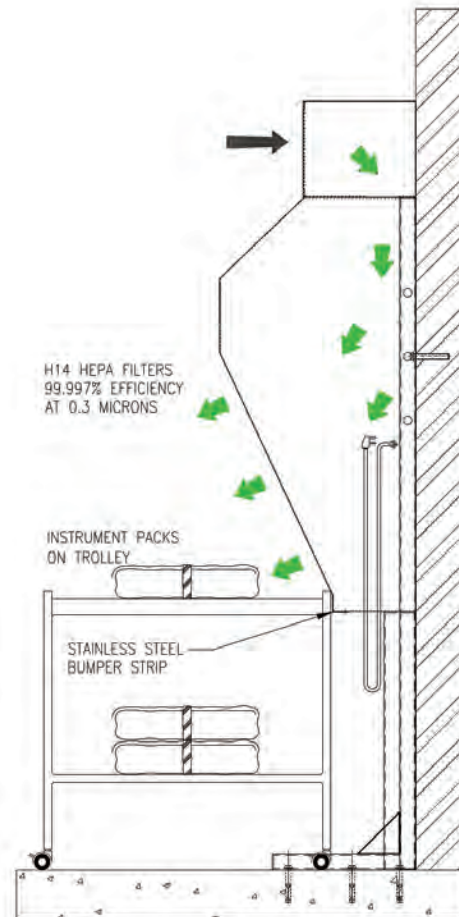 H14 HEPA FILTERS
99.997% EFFICIENCY
AT 0.3 MICRONS
INSTRUMENT PACKS
ON TROLLEY
STAINLESS STEEL
BUMPER STRIP